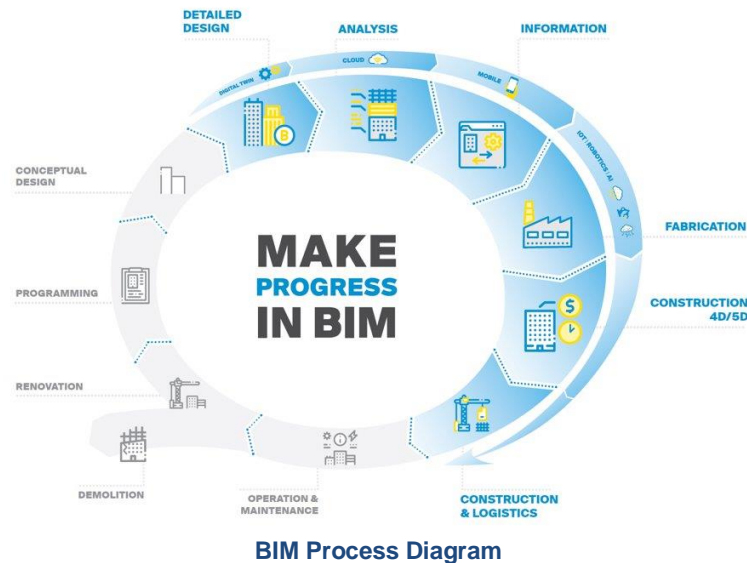 DETAILED
DESIGN
ANALYSIS
INFORMATION
DIGITAL TWIN
CLOUD
MOBILE
IOT | ROBOTICS | AI
B
CONCEPTUAL
DESIGN
FABRICATION
MAKE
PROGRESS
IN BIM
PROGRAMMING
$
CONSTRUCTION
4D/5D
RENOVATION
DEMOLITION
OPERATION &
MAINTENANCE
CONSTRUCTION
& LOGISTICS
BIM Process Diagram